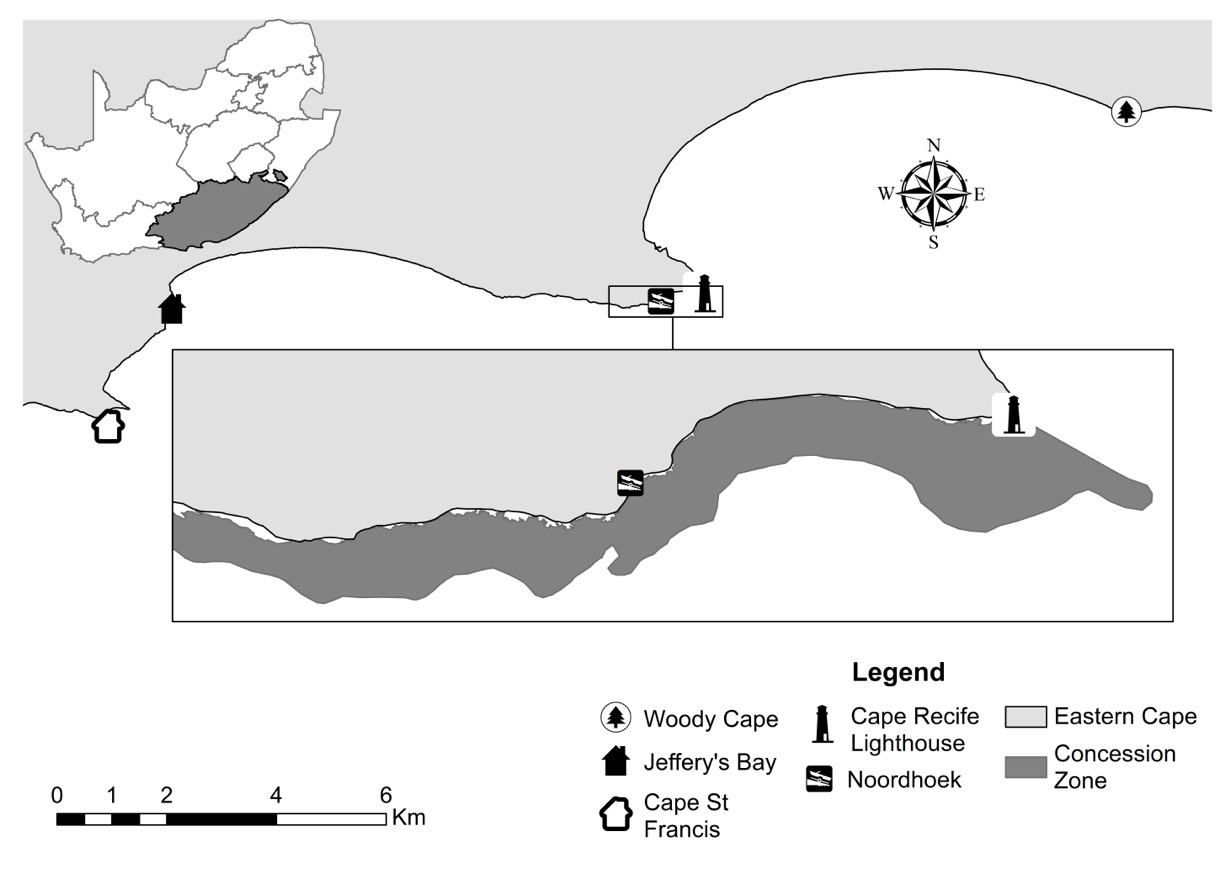 N
W E
S
Legend
Woody Cape
Jeffery's Bay
Cape St
Francis
Cape Recife
Lighthouse
Noordhoek
Eastern Cape
Concession
Zone
0 1 2 4 6
Km